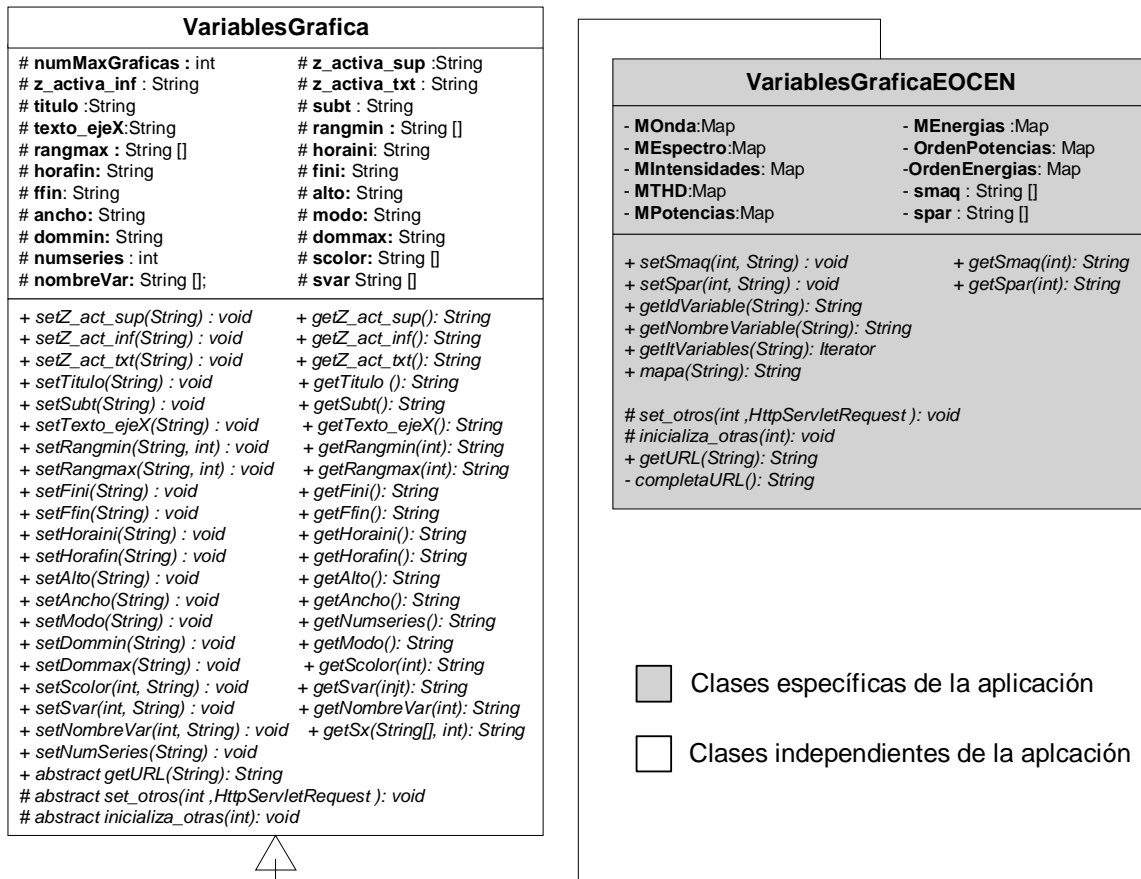 VariablesGrafica
# numMaxGraficas : int # z_activa_sup :String
# z_activa_inf : String # z_activa_txt : String
# titulo :String # subt : String
# texto_ejeX:String # rangmin : String []
# rangmax : String [] # horaini: String
# horafin: String # fini: String
# ffin: String # alto: String
# ancho: String # modo: String
# dommin: String # dommax: String
# numseries : int # scolor: String []
# nombreVar: String []; # svar String []
+ setZ_act_sup(String) : void + getZ_act_sup(): String
+ setZ_act_inf(String) : void + getZ_act_inf(): String
+ setZ_act_txt(String) : void + getZ_act_txt(): String
+ setTitulo(String) : void + getTitulo (): String
+ setSubt(String) : void + getSubt(): String
+ setTexto_ejeX(String) : void + getTexto_ejeX(): String
+ setRangmin(String, int) : void + getRangmin(int): String
+ setRangmax(String, int) : void + getRangmax(int): String
+ setFini(String) : void + getFini(): String
+ setFfin(String) : void + getFfin(): String
+ setHoraini(String) : void + getHoraini(): String
+ setHorafin(String) : void + getHorafin(): String
+ setAlto(String) : void + getAlto(): String
+ setAncho(String) : void + getAncho(): String
+ setModo(String) : void + getNumseries(): String
+ setDommin(String) : void + getModo(): String
+ setDommax(String) : void + getScolor(int): String
+ setScolor(int, String) : void + getSvar(injt): String
+ setSvar(int, String) : void + getNombreVar(int): String
+ setNombreVar(int, String) : void + getSx(String[], int): String
+ setNumSeries(String) : void
+ abstract getURL(String): String
# abstract set_otros(int ,HttpServletRequest ): void
# abstract inicializa_otras(int): void
VariablesGraficaEOCEN
- MOnda:Map - MEnergias :Map
- MEspectro:Map - OrdenPotencias: Map
- MIntensidades: Map -OrdenEnergias: Map
- MTHD:Map - smaq : String []
- MPotencias:Map - spar : String []
+ setSmaq(int, String) : void + getSmaq(int): String
+ setSpar(int, String) : void + getSpar(int): String
+ getIdVariable(String): String
+ getNombreVariable(String): String
+ getItVariables(String): Iterator
+ mapa(String): String
# set_otros(int ,HttpServletRequest ): void
# inicializa_otras(int): void
+ getURL(String): String
- completaURL(): String
Clases específicas de la aplicación
Clases independientes de la aplcación